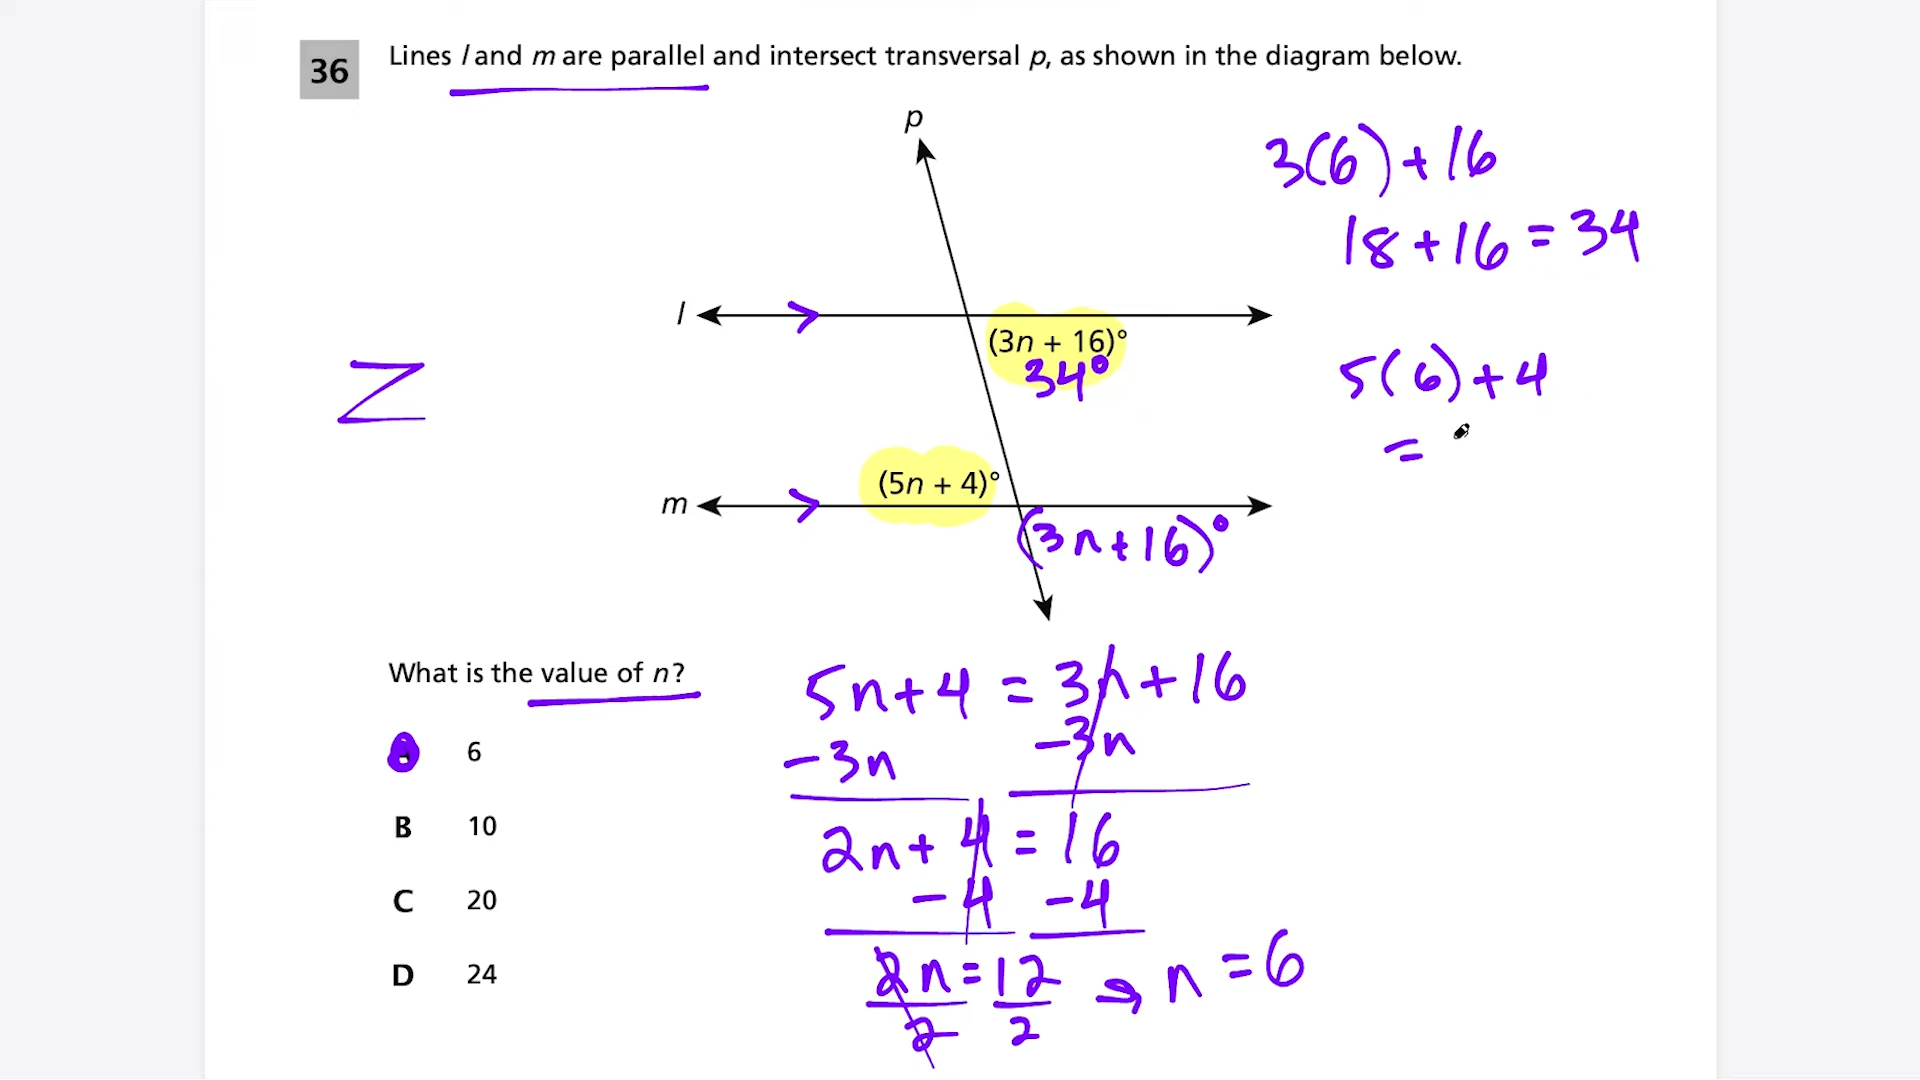 36 Lines l and m are parallel and intersect transversal p, as shown in the diagram below.
p
3(6)+16
18+16=34
l
(3n + 16)°
34°
Z
5(6)+4
=
(5n + 4)°
m
(3n+16)°
What is the value of n?
5n+4=3n+16
-3n -3n
6
2n+4=16
B 10
-4 -4
C 20
2n=12 → n=6
2 2
D 24